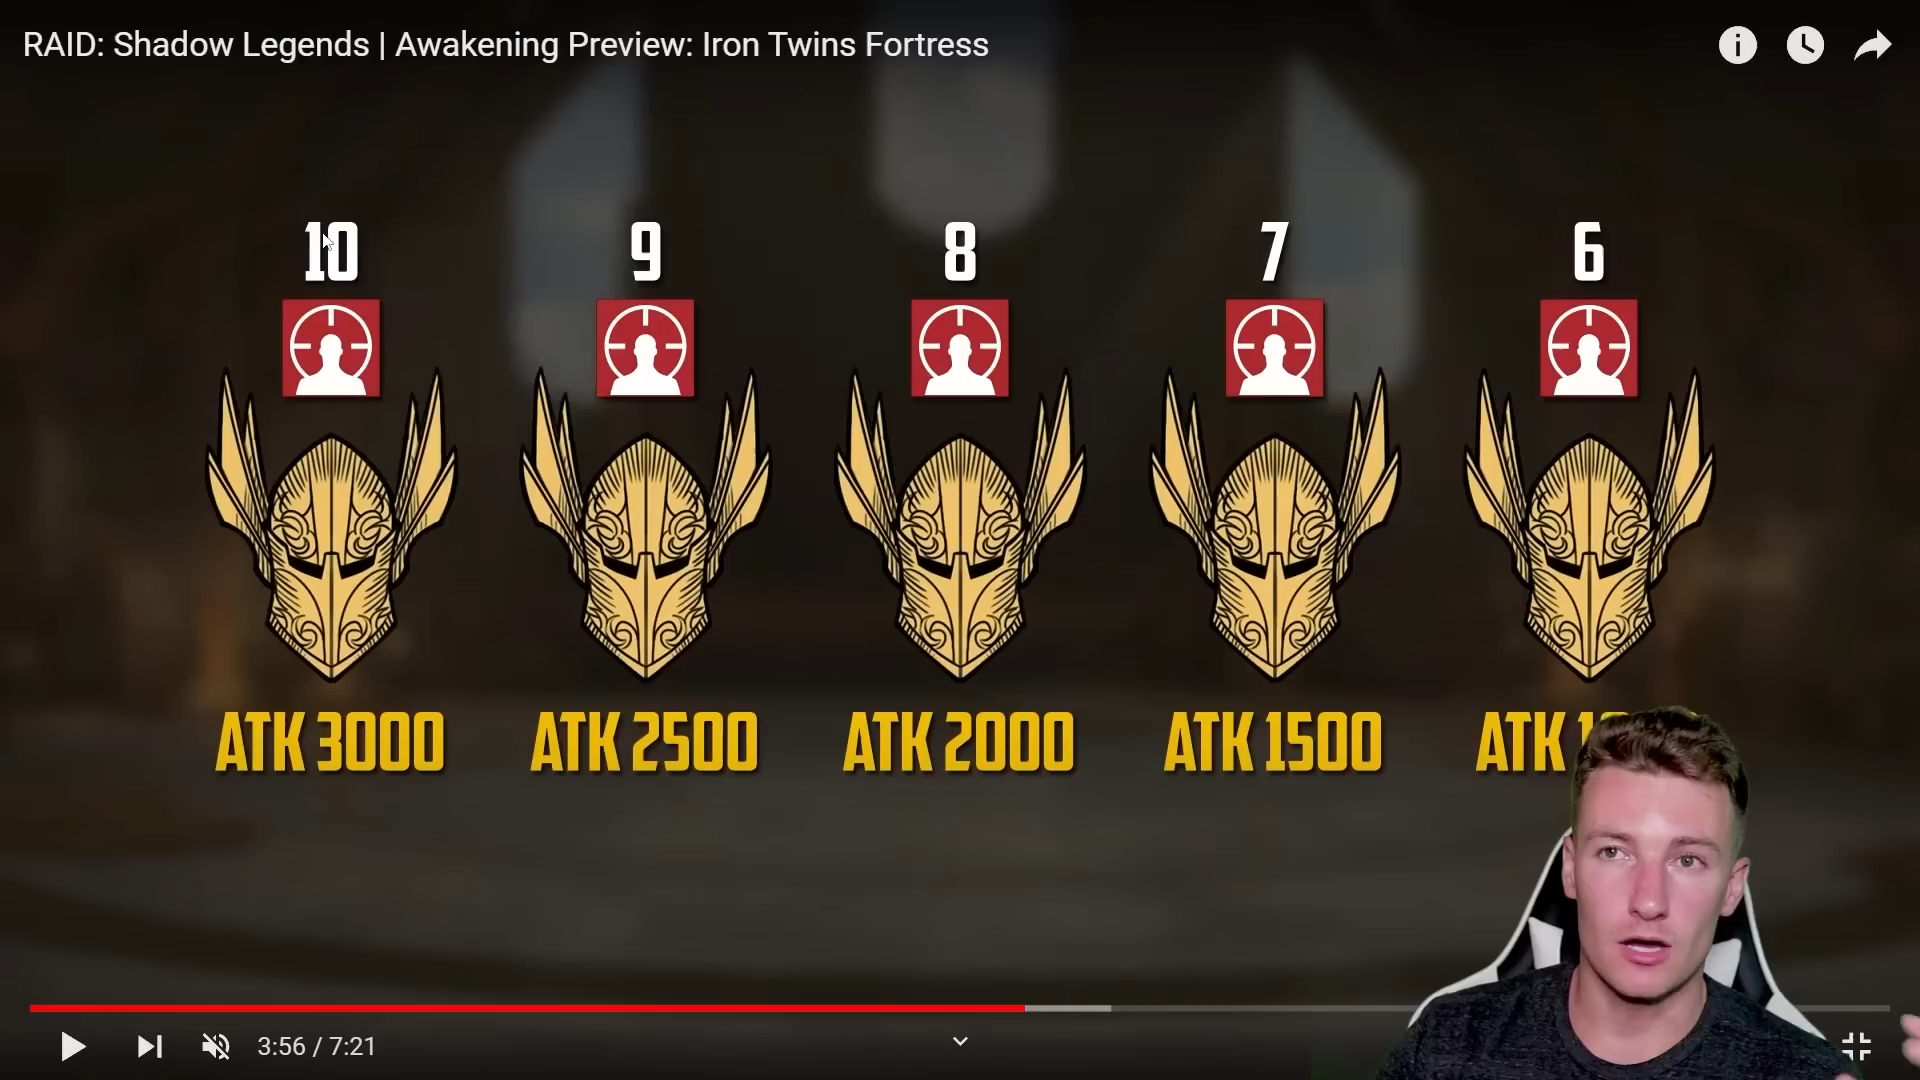 RAID: Shadow Legends | Awakening Preview: Iron Twins Fortress
10 9 8 7 6
ATK 3000 ATK 2500 ATK 2000 ATK 1500 ATK
3:56 / 7:21